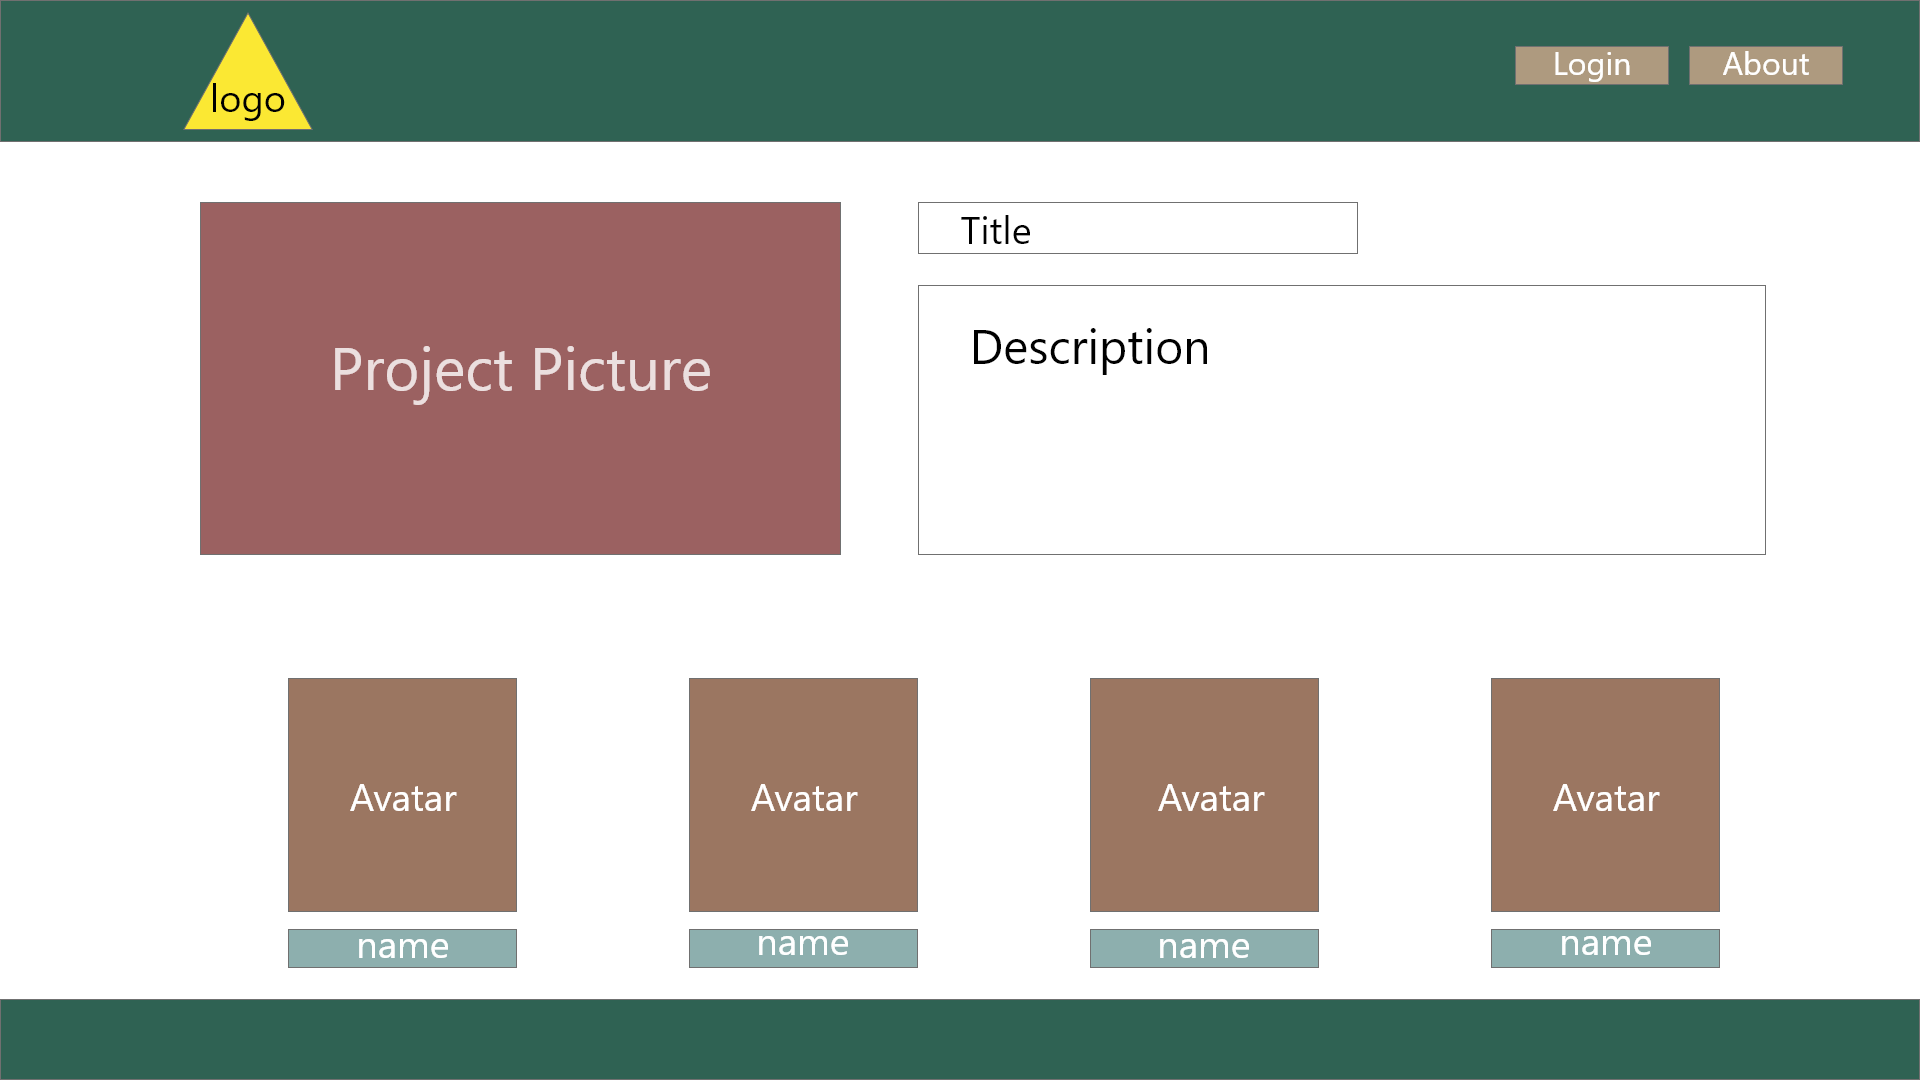 logo
Login
About
Project Picture
Title
Description
Avatar
Avatar
Avatar
Avatar
name
name
name
name